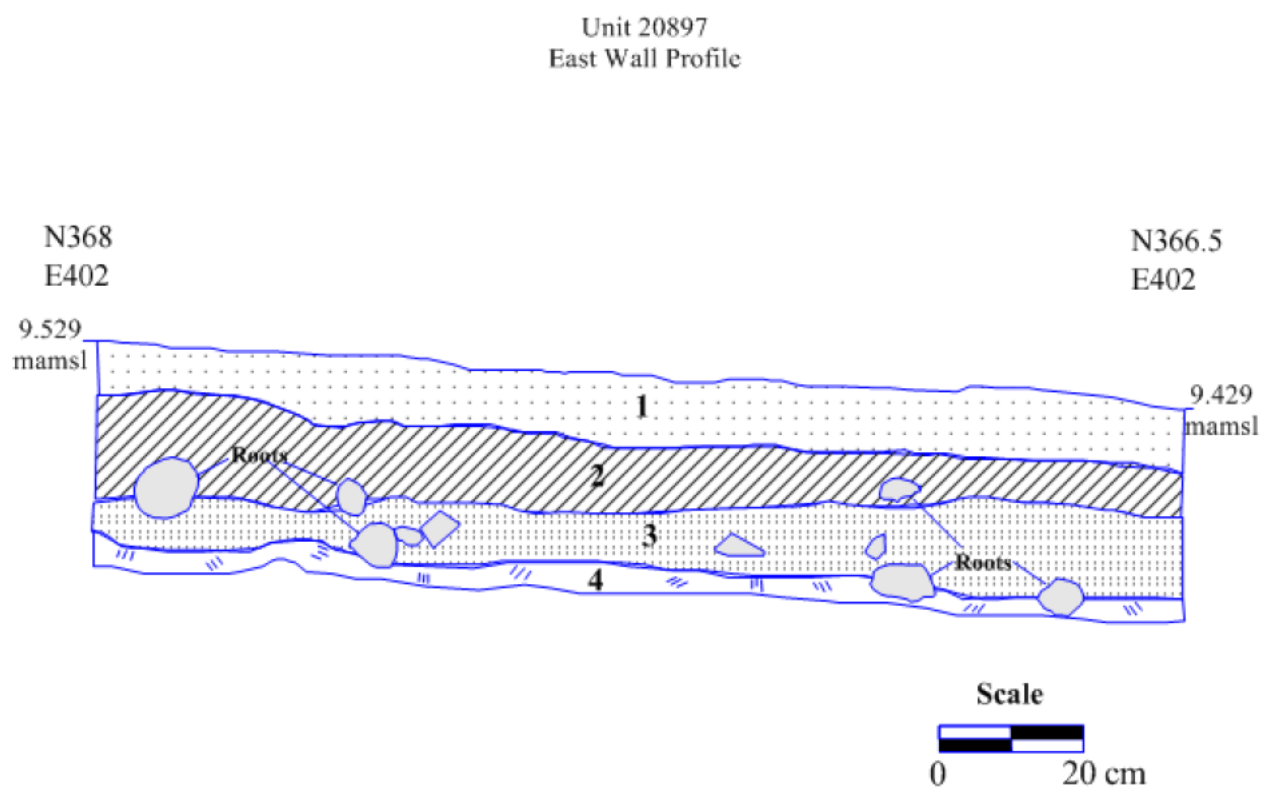 Unit 20897
East Wall Profile
N368
E402
N366.5
E402
9.529
mamsl
9.429
mamsl
1
Roots
2
3
Roots
4
Scale
0 20 cm